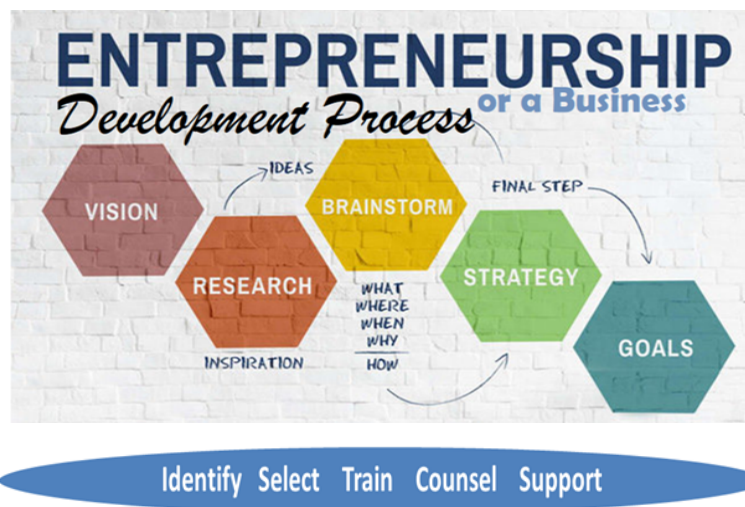 ENTREPRENEURSHIP
or a Business
Development Process
IDEAS
FINAL STEP
VISION
BRAINSTORM
RESEARCH
STRATEGY
WHAT
WHERE
WHEN
WHY
HOW
INSPIRATION
GOALS
Identify Select Train Counsel Support